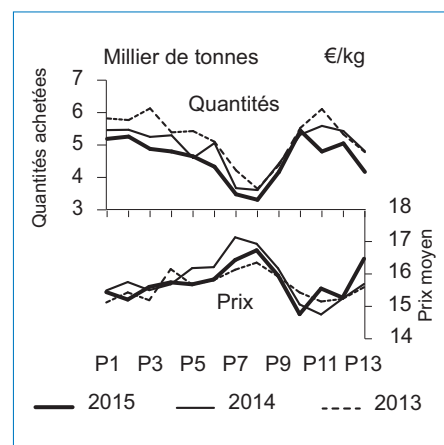 Millier de tonnes €/kg
Quantités achetées
7
6
5
4
3
Quantités
18
17
16
15
14
Prix moyen
Prix
P1 P3 P5 P7 P9 P11 P13
2015 2014 2013